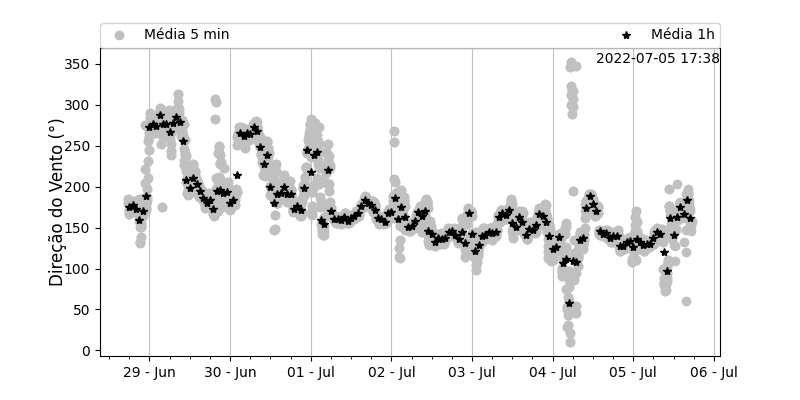 Média 5 min
Média 1h
2022-07-05 17:38
Direção do Vento (°)
350
300
250
200
150
100
50
0
29 - Jun
30 - Jun
01 - Jul
02 - Jul
03 - Jul
04 - Jul
05 - Jul
06 - Jul